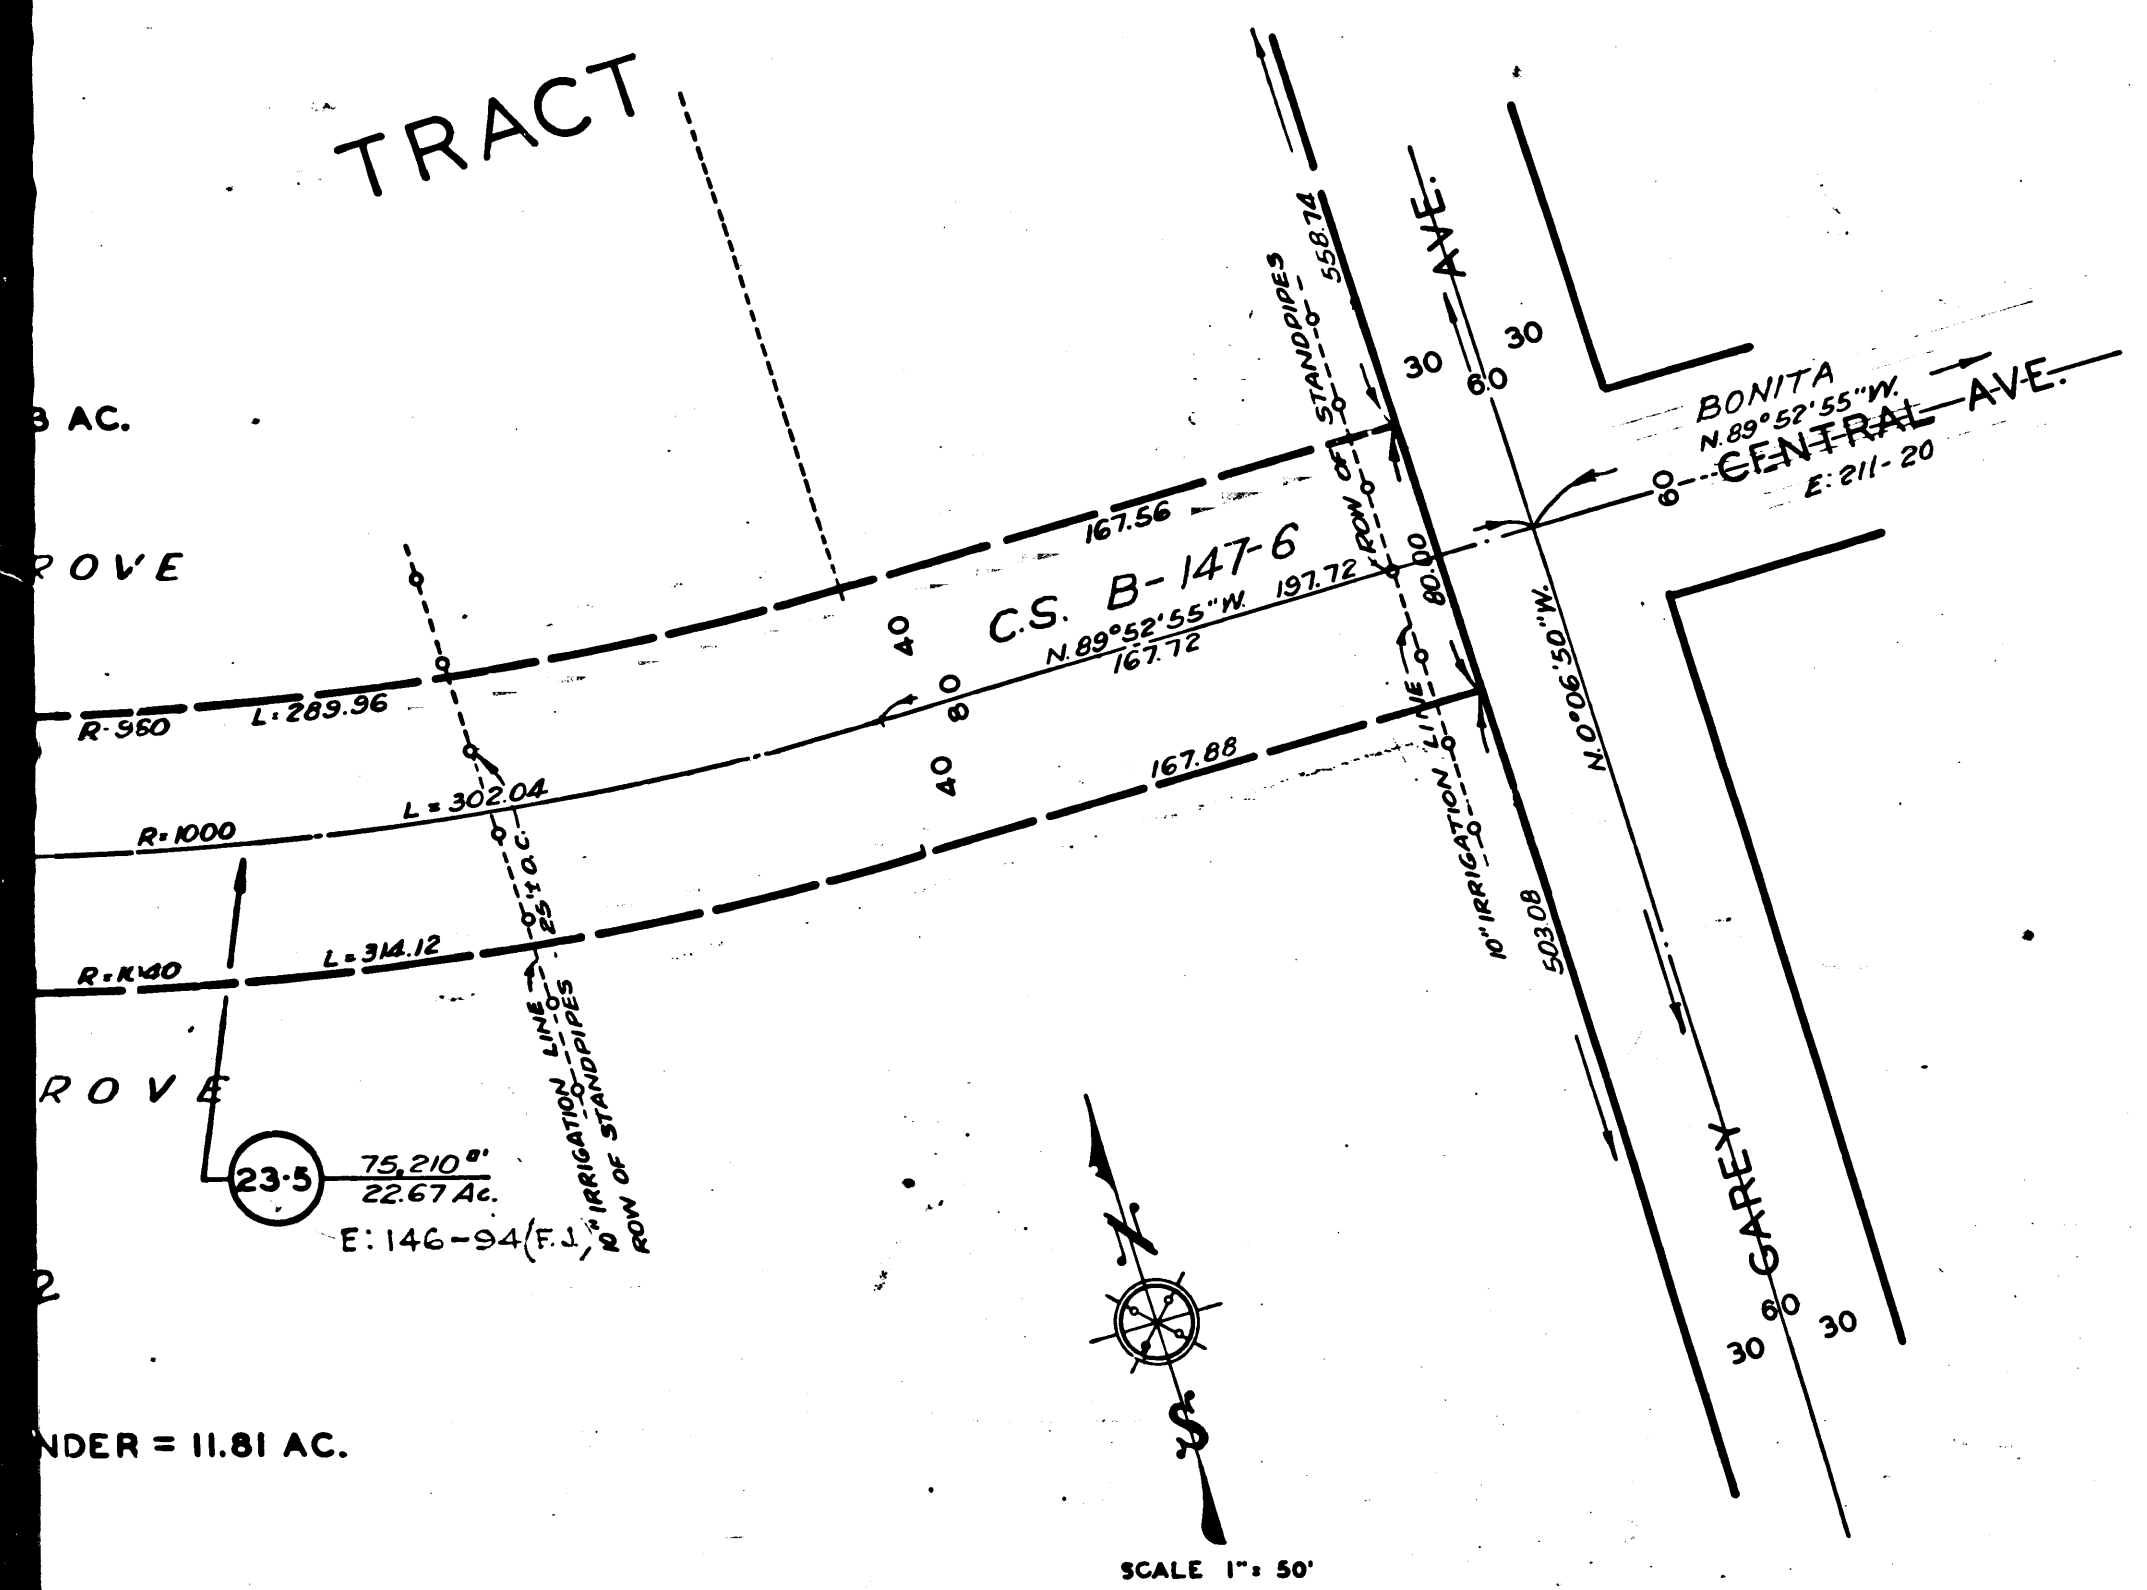 TRACT
AC.
ROVE
R-960
L=289.96
167.56
C.S. B-147-6
N.89°52'55"W. 197.72
167.72
40
80
40
L=302.04
R=1000
167.88
L=314.12
R=1040
25'± O.C.
10" IRRIGATION LINE
ROW OF STANDPIPES
ROVE
23·5
75,210 □'
22.67 Ac.
E: 146-94 (F.J.)
2
NDER = 11.81 AC.
558.74
ROW OF STANDPIPES
80.00
10" IRRIGATION LINE
503.08
AVE.
30
60
30
BONITA
N.89°52'55"W.
CENTRAL AVE.
E: 211-20
60
N.0°06'50"W.
GAREY
60
30
30
N
S
SCALE 1"= 50'